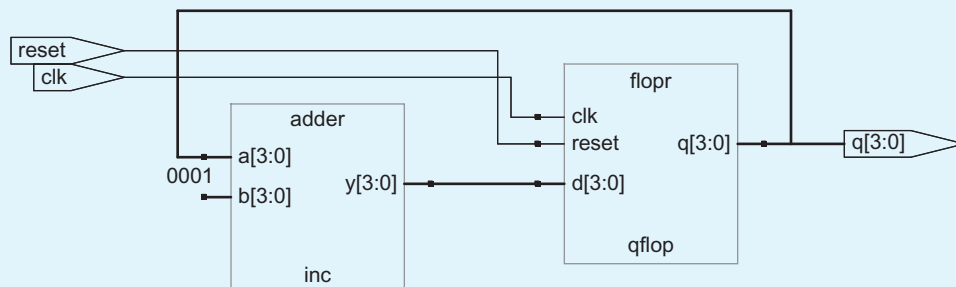 reset
clk
adder
a[3:0]
0001
b[3:0]
y[3:0]
inc
flopr
clk
reset
q[3:0]
d[3:0]
qflop
q[3:0]